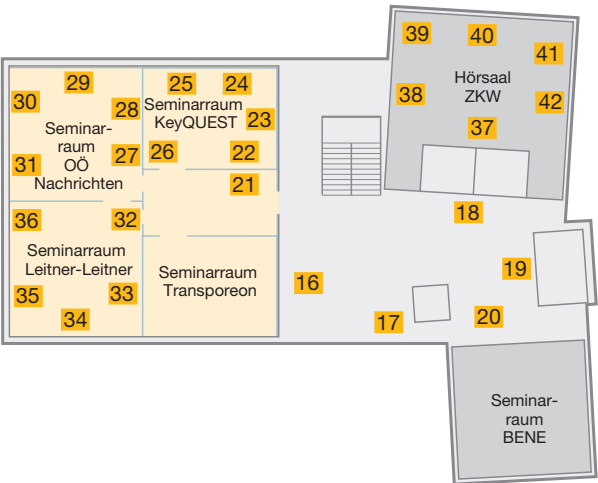 39
40
41
Hörsaal
ZKW
38
42
37
29
30
28
Seminar-
raum
OÖ
Nachrichten
27
31
25
24
Seminarraum
KeyQUEST
23
26
22
21
36
32
Seminarraum
Leitner-Leitner
35
33
34
Seminarraum
Transporeon
16
17
18
19
20
Seminar-
raum
BENE